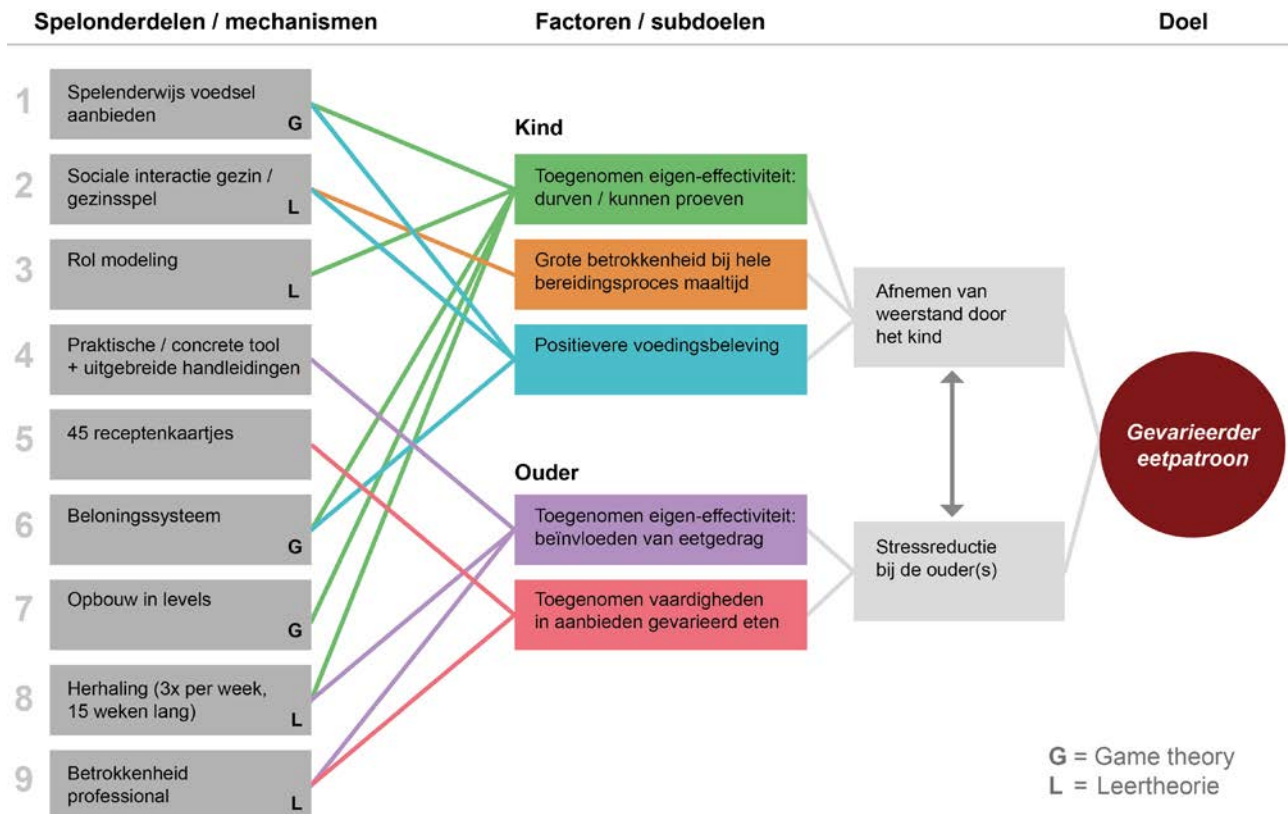 Spelonderdelen / mechanismen
Factoren / subdoelen
Doel
1
Spelenderwijs voedsel
aanbieden
G
2
Sociale interactie gezin /
gezinsspel
L
3
Rol modeling
L
4
Praktische / concrete tool
+ uitgebreide handleidingen
5
45 receptenkaartjes
6
Beloningssysteem
G
7
Opbouw in levels
G
8
Herhaling (3x per week,
15 weken lang)
L
9
Betrokkenheid
professional
L
Kind
Toegenomen eigen-effectiviteit:
durven / kunnen proeven
Grote betrokkenheid bij hele
bereidingsproces maaltijd
Positievere voedingsbeleving
Ouder
Toegenomen eigen-effectiviteit:
beïnvloeden van eetgedrag
Toegenomen vaardigheden
in aanbieden gevarieerd eten
Afnemen van
weerstand door
het kind
Stressreductie
bij de ouder(s)
Gevarieerder
eetpatroon
G = Game theory
L = Leertheorie